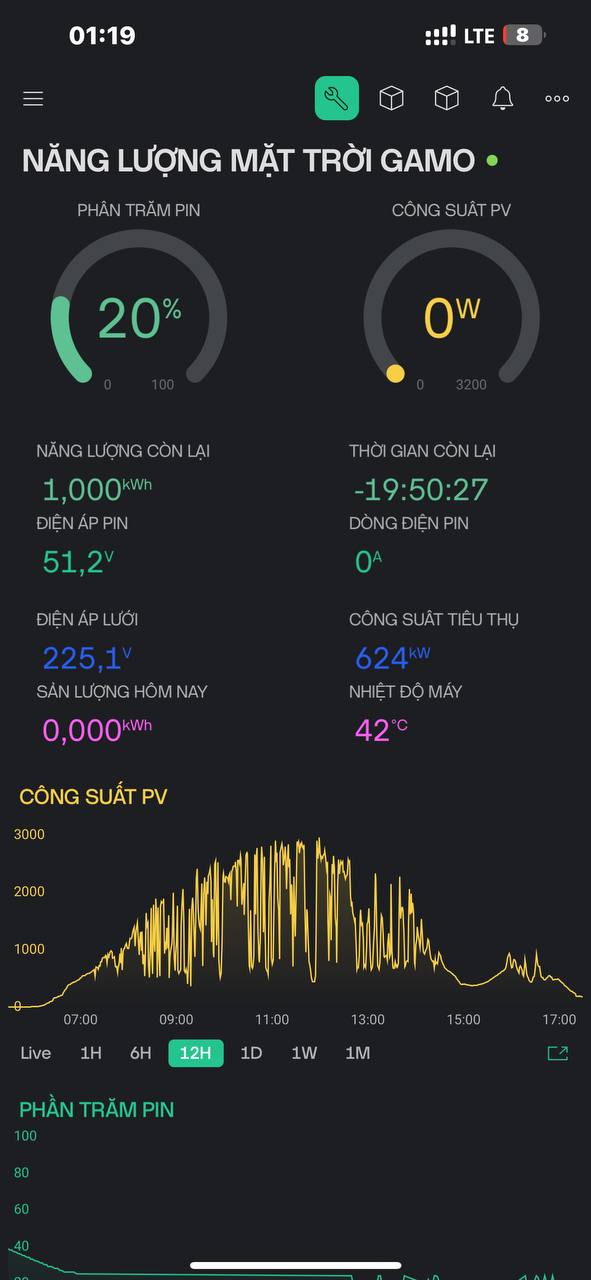 01:19 LTE 8
NĂNG LƯỢNG MẶT TRỜI GAMO
PHẦN TRĂM PIN CÔNG SUẤT PV
20% 0W
0 100 0 3200
NĂNG LƯỢNG CÒN LẠI THỜI GIAN CÒN LẠI
1,000kWh -19:50:27
ĐIỆN ÁP PIN DÒNG ĐIỆN PIN
51,2V 0A
ĐIỆN ÁP LƯỚI CÔNG SUẤT TIÊU THỤ
225,1V 624kW
SẢN LƯỢNG HÔM NAY NHIỆT ĐỘ MÁY
0,000kWh 42°C
CÔNG SUẤT PV
3000
2000
1000
0
07:00 09:00 11:00 13:00 15:00 17:00
Live 1H 6H 12H 1D 1W 1M
PHẦN TRĂM PIN
100
80
60
40